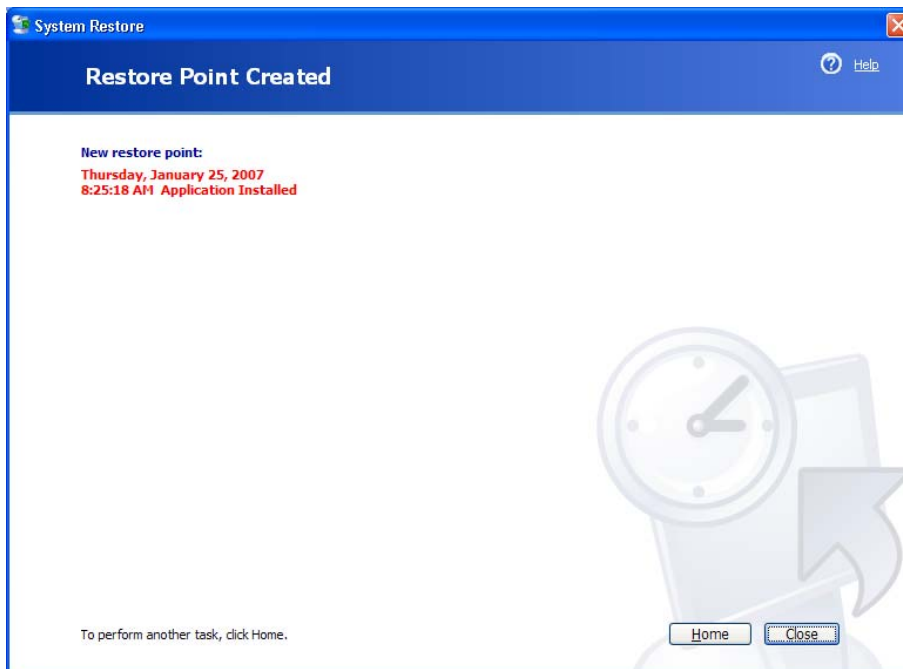 System Restore
Restore Point Created
Help
New restore point:
Thursday, January 25, 2007
8:25:18 AM Application Installed
To perform another task, click Home.
Home
Close